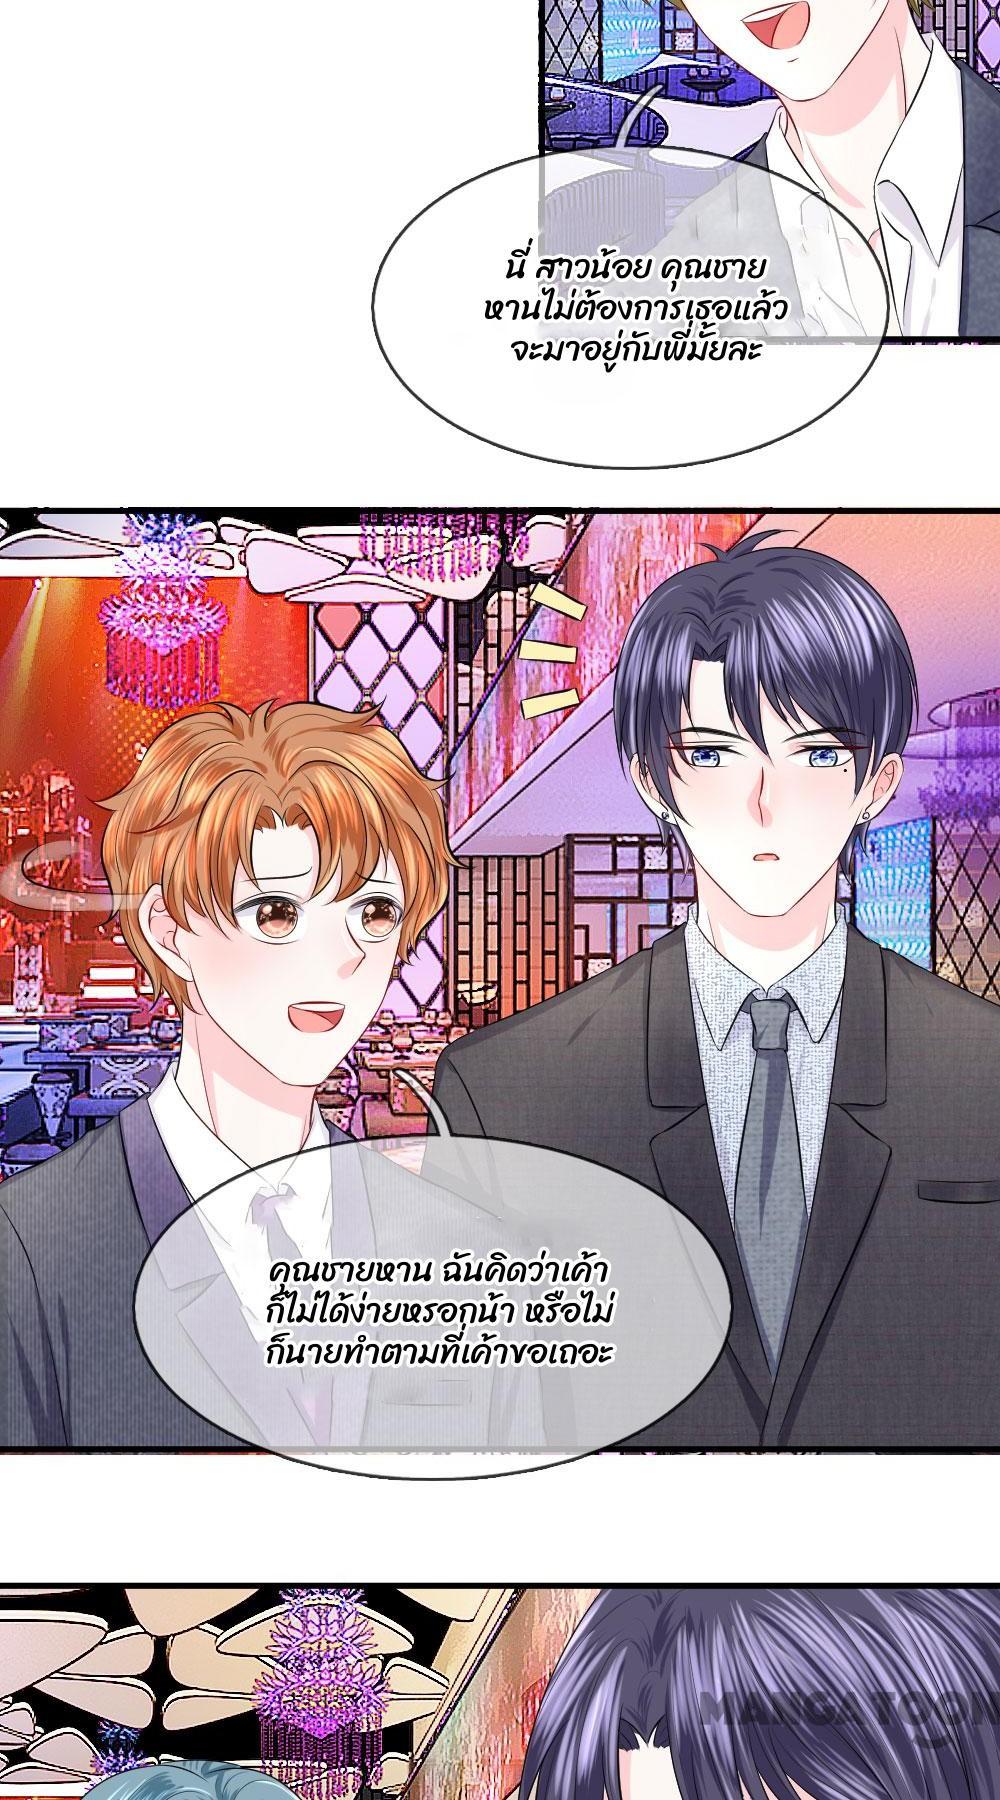 นี่ สาวน้อย คุณชาย
หานไม่ต้องการเธอแล้ว
จะมาอยู่กับพี่มั้ยละ
คุณชายหาน ฉันคิดว่าเค้า
ก็ไม่ได้ง่ายหรอกน้า หรือไม่
ก็นายทำตามที่เค้าขอเถอะ